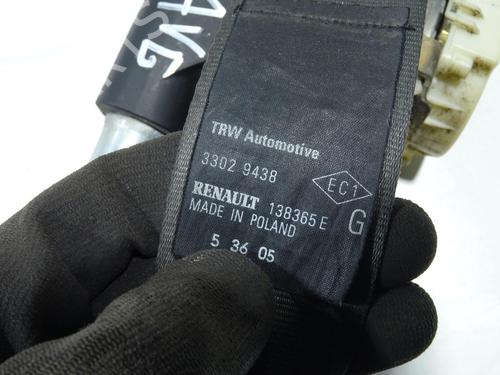 TRW Automotive
3302 9438
EC1
RENAULT 138365 E
G
MADE IN POLAND
5 36 05